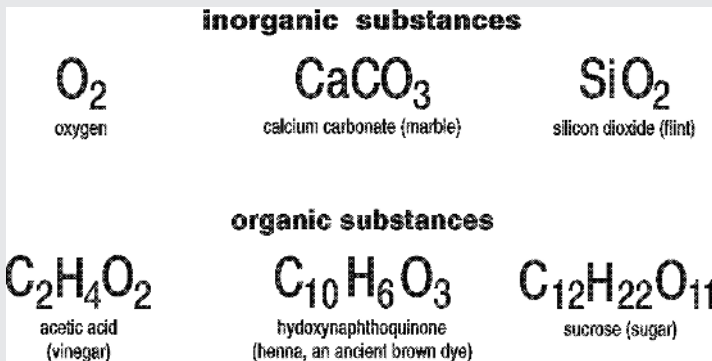 inorganic substances
O₂ CaCO₃ SiO₂
oxygen calcium carbonate (marble) silicon dioxide (flint)
organic substances
C₂H₄O₂ C₁₀H₆O₃ C₁₂H₂₂O₁₁
acetic acid hydoxynaphthoquinone sucrose (sugar)
(vinegar) (henna, an ancient brown dye)